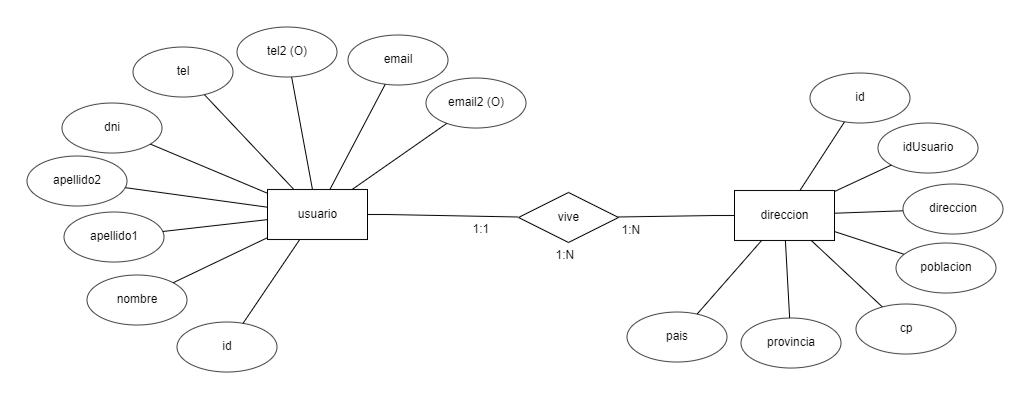 tel2 (O)
email
tel
email2 (O)
id
dni
idUsuario
apellido2
direccion
usuario
vive
direccion
apellido1
1:1
1:N
1:N
poblacion
nombre
cp
pais
provincia
id